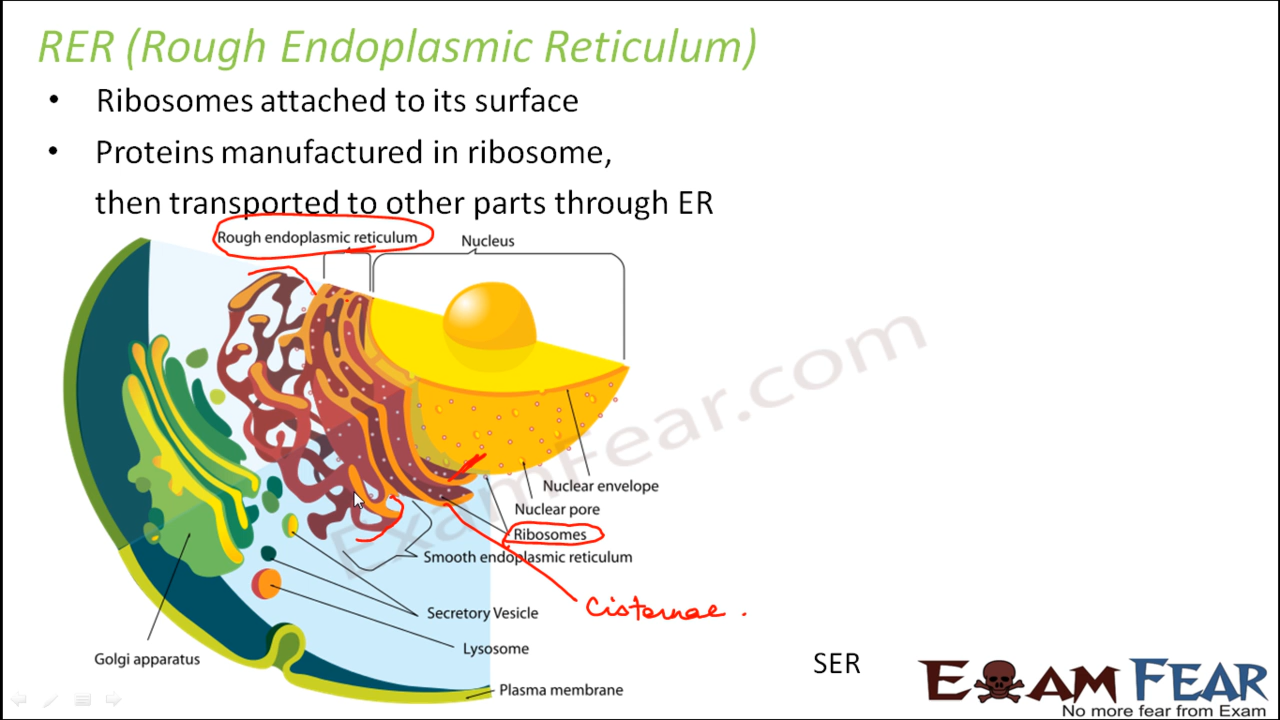 RER (Rough Endoplasmic Reticulum)
• Ribosomes attached to its surface
• Proteins manufactured in ribosome,
then transported to other parts through ER
Rough endoplasmic reticulum
Nucleus
ExamFear.com
Nuclear envelope
Nuclear pore
Ribosomes
Smooth endoplasmic reticulum
Cisternae.
Secretory Vesicle
Lysosome
Golgi apparatus
Plasma membrane
SER
EXAM FEAR
No more fear from Exam